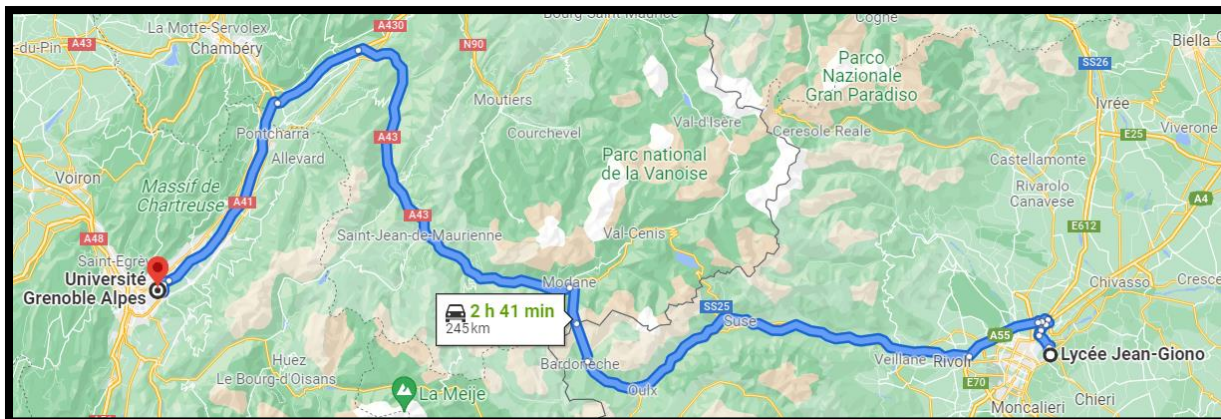 Bourg-Saint-Maurice
Cogne
La Motte-Servolex
A430
Biella
-du-Pin
A43
Chambéry
N90
Parco
Nazionale
Gran Paradiso
SS26
Moutiers
Ivrée
Val-d'Isère
Courchevel
Ceresole Reale
E25
Viverone
Pontcharra
A43
Allevard
Parc national
de la Vanoise
Castellamonte
Voiron
Massif de
Chartreuse
Rivarolo
Canavese
A41
A43
A4
E612
A48
Saint-Jean-de-Maurienne
Val-Cenis
Saint-Egrève
Université
Grenoble Alpes
Modane
Chivasso
Cresce
2 h 41 min
245 km
SS25
Suse
A55
Huez
Bardonèche
Veillane
Rivoli
Lycée Jean-Giono
Le Bourg-d'Oisans
La Meije
Oulx
E70
Moncalieri
Chieri